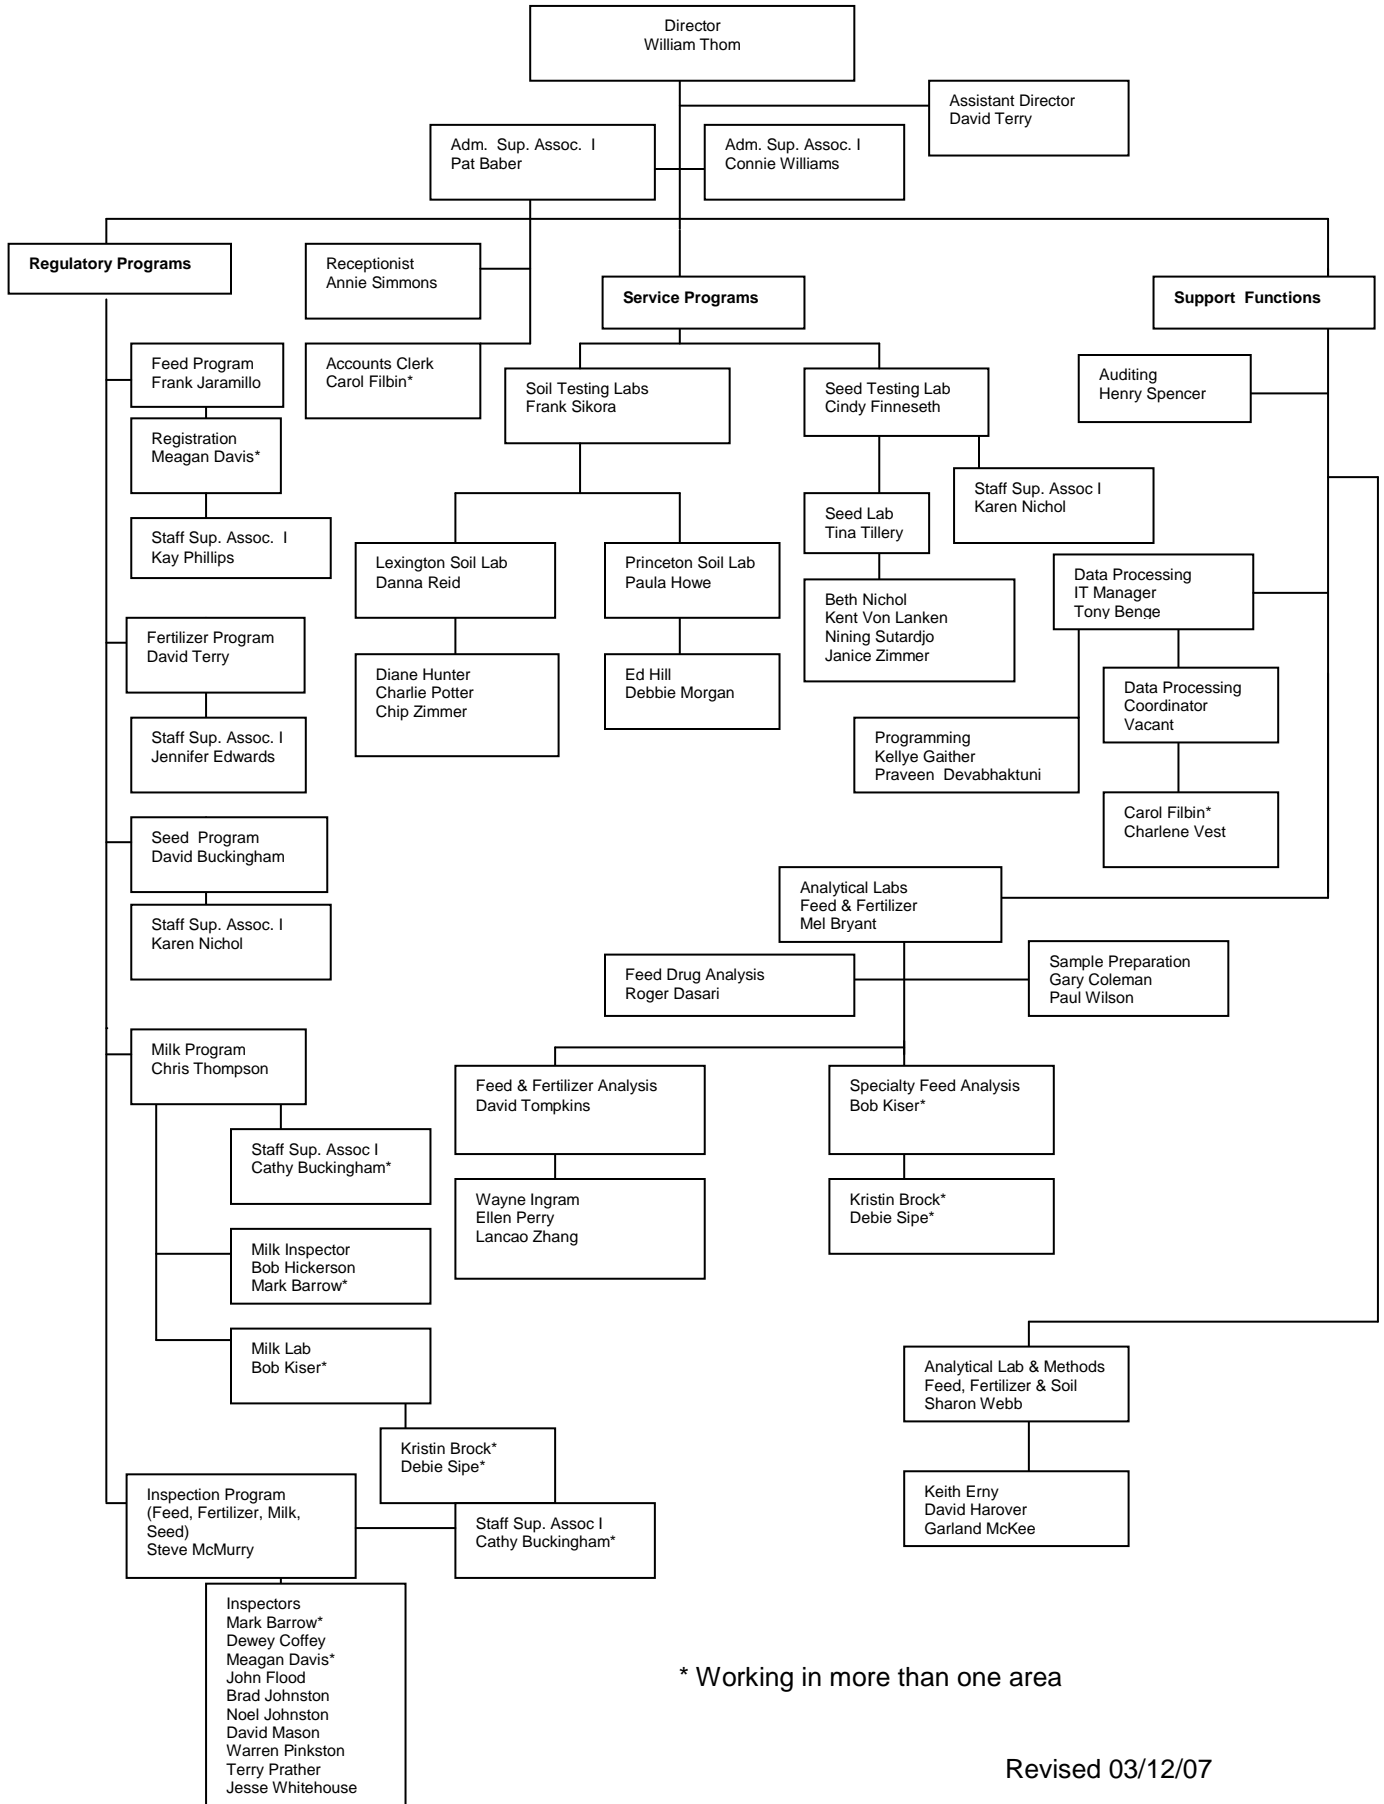 Director
William Thom
Assistant Director
David Terry
Adm.  Sup. Assoc.  I
Pat Baber
Adm. Sup. Assoc. I
Connie Williams
Regulatory Programs
Receptionist
Annie Simmons
Service Programs
Support  Functions
Accounts Clerk
Carol Filbin*
Feed Program
Frank Jaramillo
Registration
Meagan Davis*
Staff Sup. Assoc.  I
Kay Phillips
Fertilizer Program
David Terry
Staff Sup. Assoc. I
Jennifer Edwards
Seed  Program
David Buckingham
Staff Sup. Assoc. I
Karen Nichol
Milk Program
Chris Thompson
Staff Sup. Assoc I
Cathy Buckingham*
Milk Inspector
Bob Hickerson
Mark Barrow*
Milk Lab
Bob Kiser*
Kristin Brock*
Debie Sipe*
Inspection Program
(Feed, Fertilizer, Milk,
Seed)
Steve McMurry
Staff Sup. Assoc I
Cathy Buckingham*
Inspectors
Mark Barrow*
Dewey Coffey
Meagan Davis*
John Flood
Brad Johnston
Noel Johnston
David Mason
Warren Pinkston
Terry Prather
Jesse Whitehouse
Soil Testing Labs
Frank Sikora
Lexington Soil Lab
Danna Reid
Diane Hunter
Charlie Potter
Chip Zimmer
Princeton Soil Lab
Paula Howe
Ed Hill
Debbie Morgan
Seed Testing Lab
Cindy Finneseth
Staff Sup. Assoc I
Karen Nichol
Seed Lab
Tina Tillery
Beth Nichol
Kent Von Lanken
Nining Sutardjo
Janice Zimmer
Auditing
Henry Spencer
Data Processing
IT Manager
Tony Benge
Programming
Kellye Gaither
Praveen  Devabhaktuni
Data Processing
Coordinator
Vacant
Carol Filbin*
Charlene Vest
Analytical Labs
Feed & Fertilizer
Mel Bryant
Feed Drug Analysis
Roger Dasari
Sample Preparation
Gary Coleman
Paul Wilson
Feed & Fertilizer Analysis
David Tompkins
Wayne Ingram
Ellen Perry
Lancao Zhang
Specialty Feed Analysis
Bob Kiser*
Kristin Brock*
Debie Sipe*
Analytical Lab & Methods
Feed, Fertilizer & Soil
Sharon Webb
Keith Erny
David Harover
Garland McKee
* Working in more than one area
Revised 03/12/07